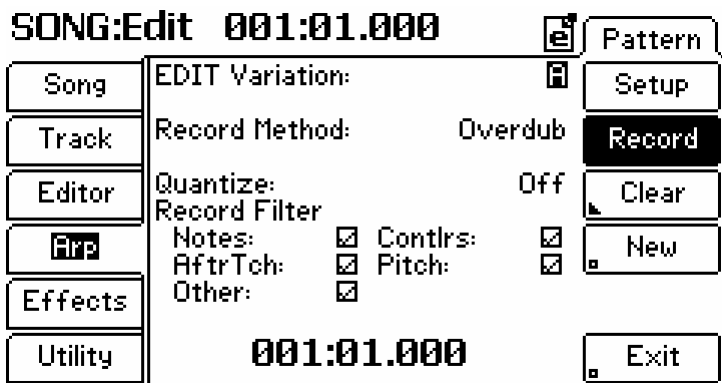 SONG:Edit 001:01.000 e Pattern
Song
Track
Editor
Arp
Effects
Utility
EDIT Variation: A
Record Method: Overdub
Quantize: Off
Record Filter
Notes: ☑ Contlrs: ☑
AftrTch: ☑ Pitch: ☑
Other: ☑
001:01.000
Setup
Record
Clear
New
Exit